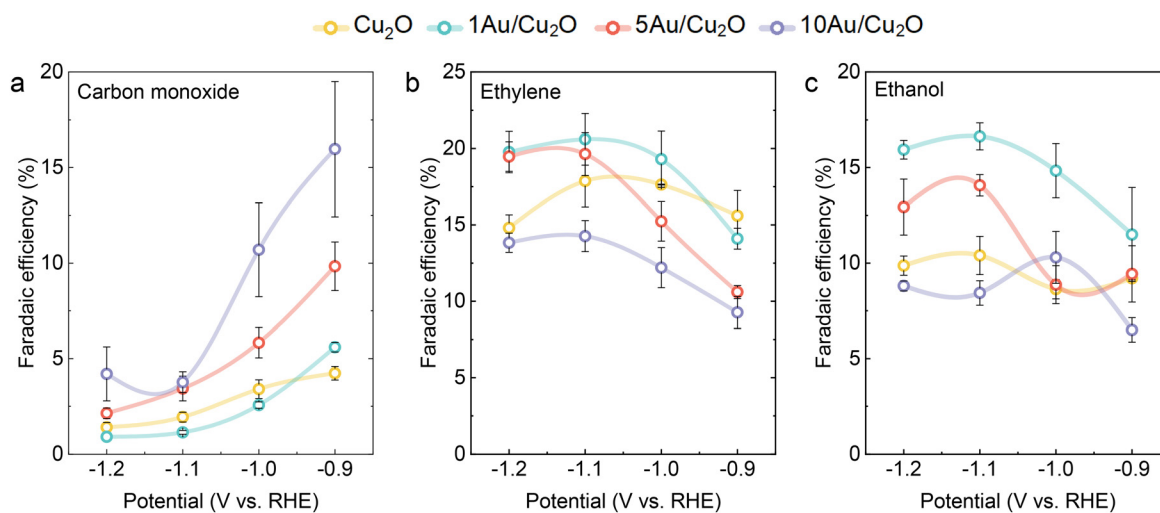 Cu₂O 1Au/Cu₂O 5Au/Cu₂O 10Au/Cu₂O
a
Carbon monoxide
20
15
10
5
0
Faradaic efficiency (%)
-1.2 -1.1 -1.0 -0.9
Potential (V vs. RHE)
b
Ethylene
25
20
15
10
5
0
Faradaic efficiency (%)
-1.2 -1.1 -1.0 -0.9
Potential (V vs. RHE)
c
Ethanol
20
15
10
5
0
Faradaic efficiency (%)
-1.2 -1.1 -1.0 -0.9
Potential (V vs. RHE)